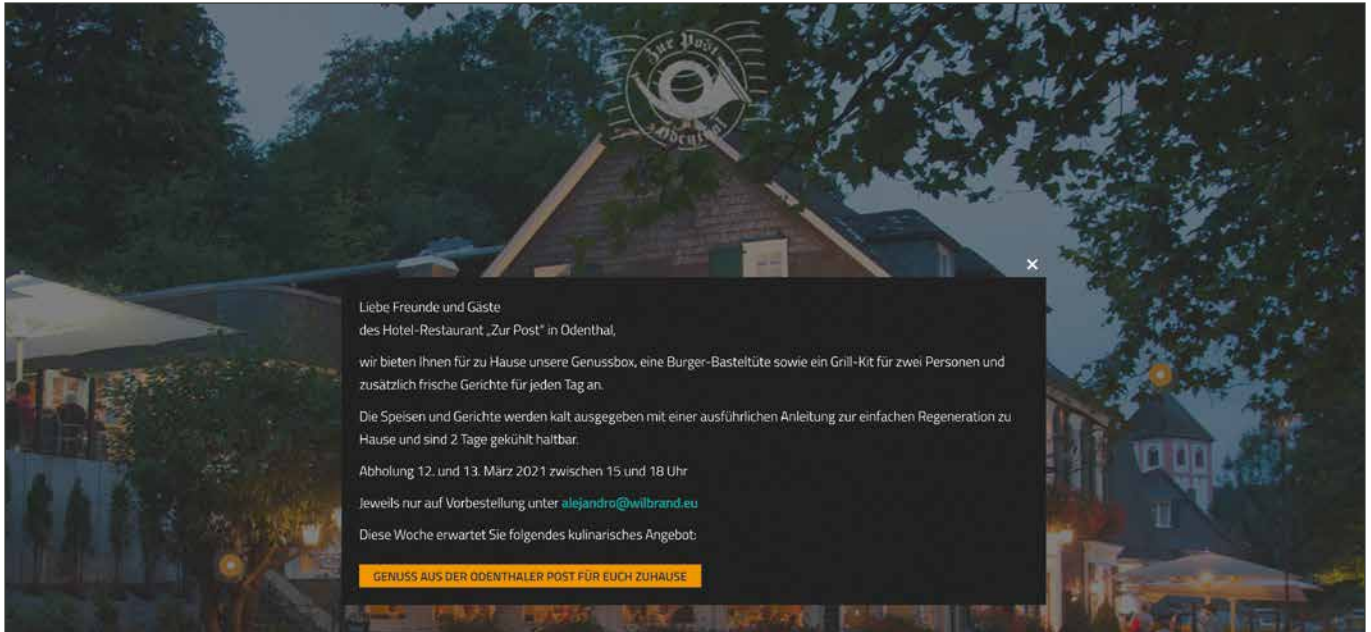 Zur Post
Odenthal
×
Liebe Freunde und Gäste
des Hotel-Restaurant „Zur Post" in Odenthal,
wir bieten Ihnen für zu Hause unsere Genussbox, eine Burger-Basteltüte sowie ein Grill-Kit für zwei Personen und
zusätzlich frische Gerichte für jeden Tag an.
Die Speisen und Gerichte werden kalt ausgegeben mit einer ausführlichen Anleitung zur einfachen Regeneration zu
Hause und sind 2 Tage gekühlt haltbar.
Abholung 12. und 13. März 2021 zwischen 15 und 18 Uhr
Jeweils nur auf Vorbestellung unter alejandro@wilbrand.eu
Diese Woche erwartet Sie folgendes kulinarisches Angebot:
GENUSS AUS DER ODENTHALER POST FÜR EUCH ZUHAUSE